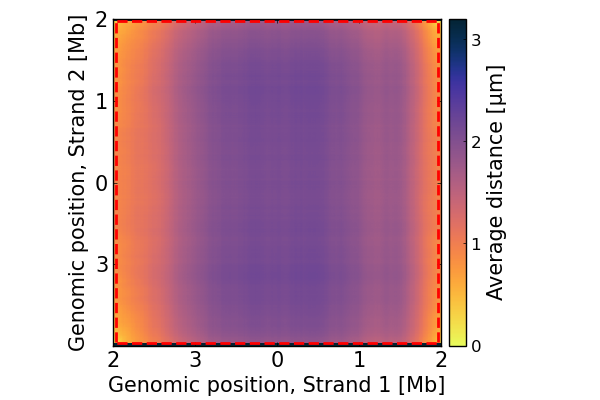 2
1
0
3
Genomic position, Strand 2 [Mb]
2 3 0 1 2
Genomic position, Strand 1 [Mb]
3
2
1
0
Average distance [μm]